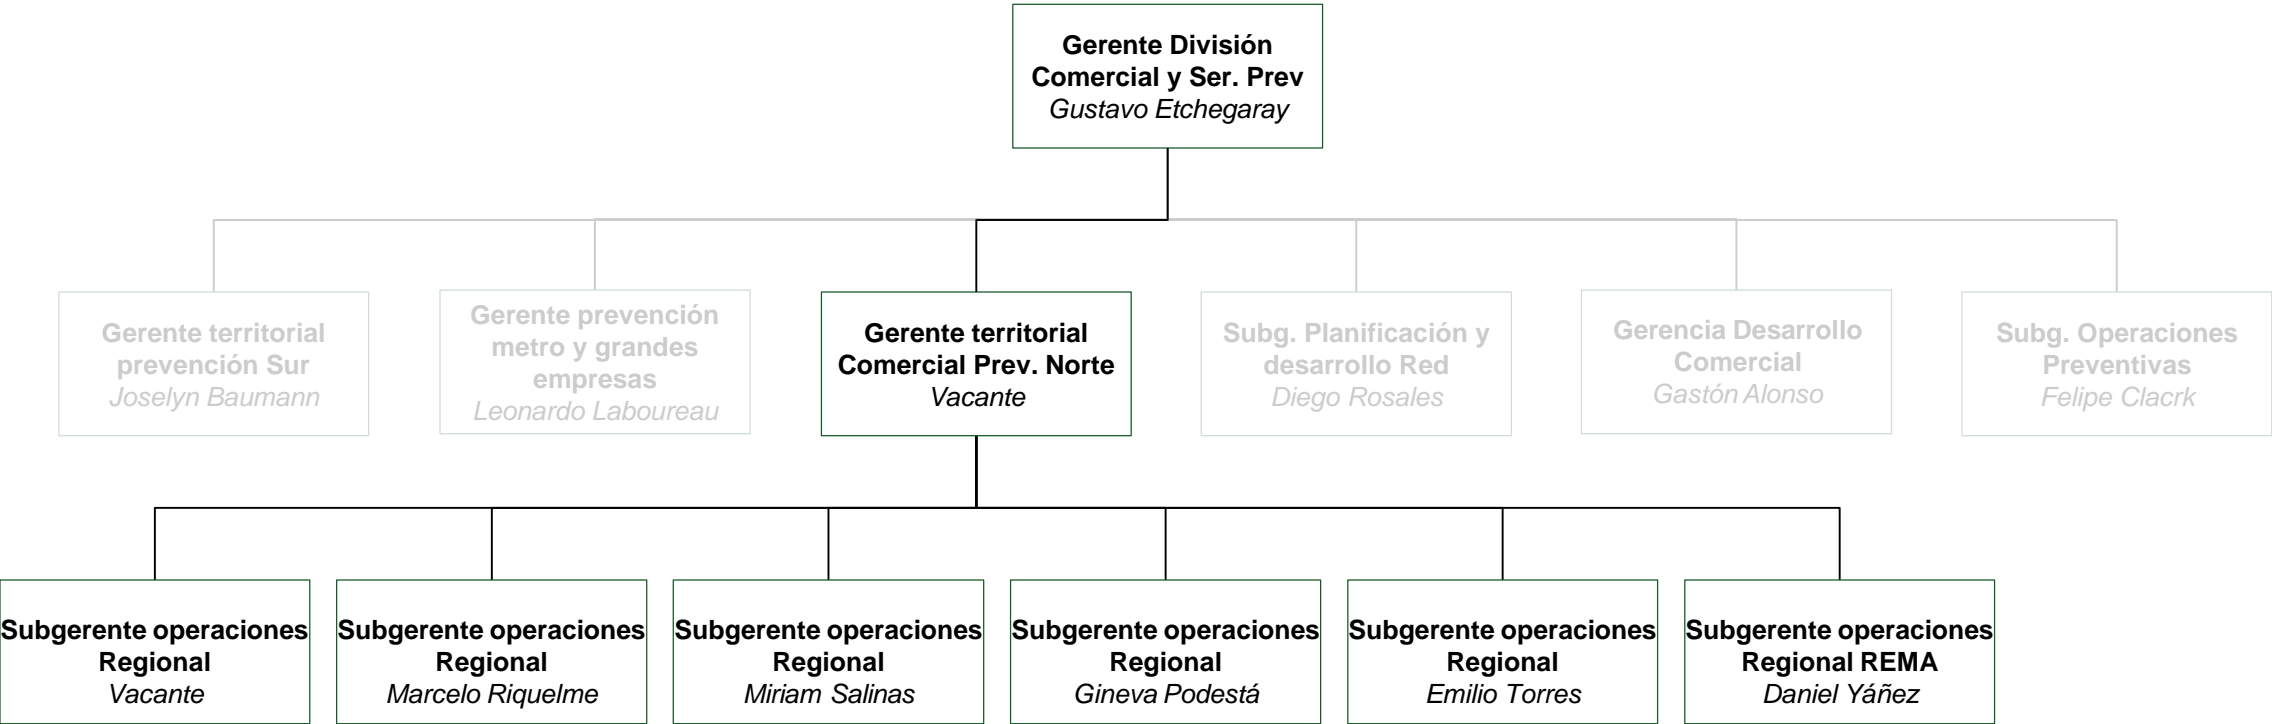 Gerente División
Comercial y Ser. Prev
Gustavo Etchegaray
Gerente territorial
prevención Sur
Joselyn Baumann
Gerente prevención
metro y grandes
empresas
Leonardo Laboureau
Gerente territorial
Comercial Prev. Norte
Vacante
Subg. Planificación y
desarrollo Red
Diego Rosales
Gerencia Desarrollo
Comercial
Gastón Alonso
Subg. Operaciones
Preventivas
Felipe Clacrk
Subgerente operaciones
Regional
Vacante
Subgerente operaciones
Regional
Marcelo Riquelme
Subgerente operaciones
Regional
Miriam Salinas
Subgerente operaciones
Regional
Gineva Podestá
Subgerente operaciones
Regional
Emilio Torres
Subgerente operaciones
Regional REMA
Daniel Yáñez